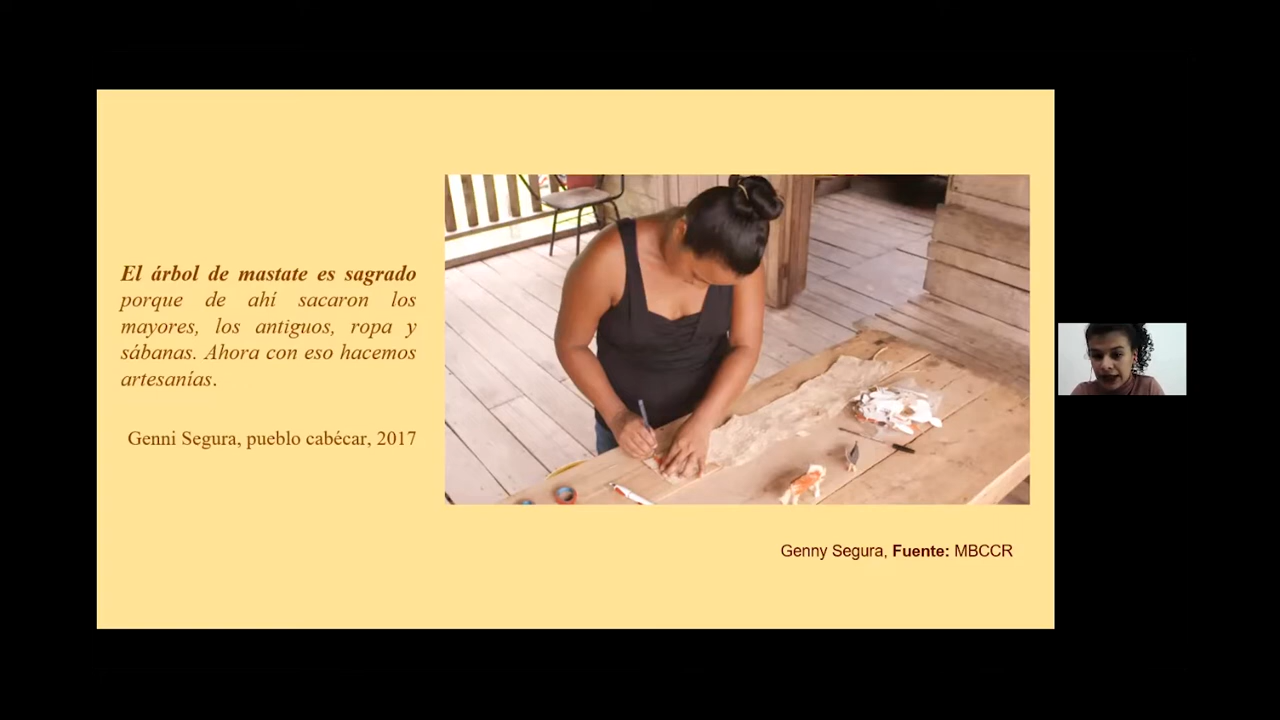 El árbol de mastate es sagrado
porque de ahí sacaron los
mayores, los antiguos, ropa y
sábanas. Ahora con eso hacemos
artesanías.
Genni Segura, pueblo cabécar, 2017
Genny Segura, Fuente: MBCCR